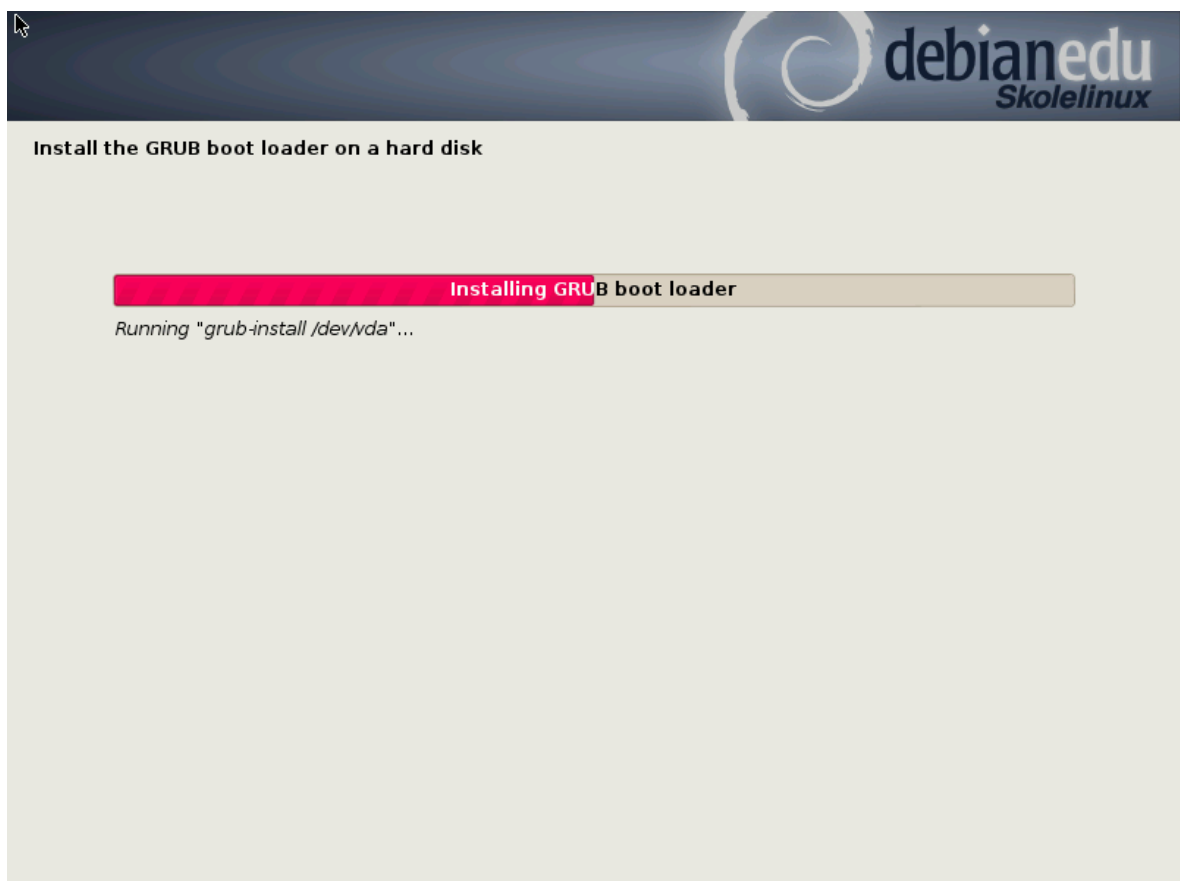 debianedu
Skolelinux
Install the GRUB boot loader on a hard disk
Installing GRUB boot loader
Running "grub-install /dev/vda"...